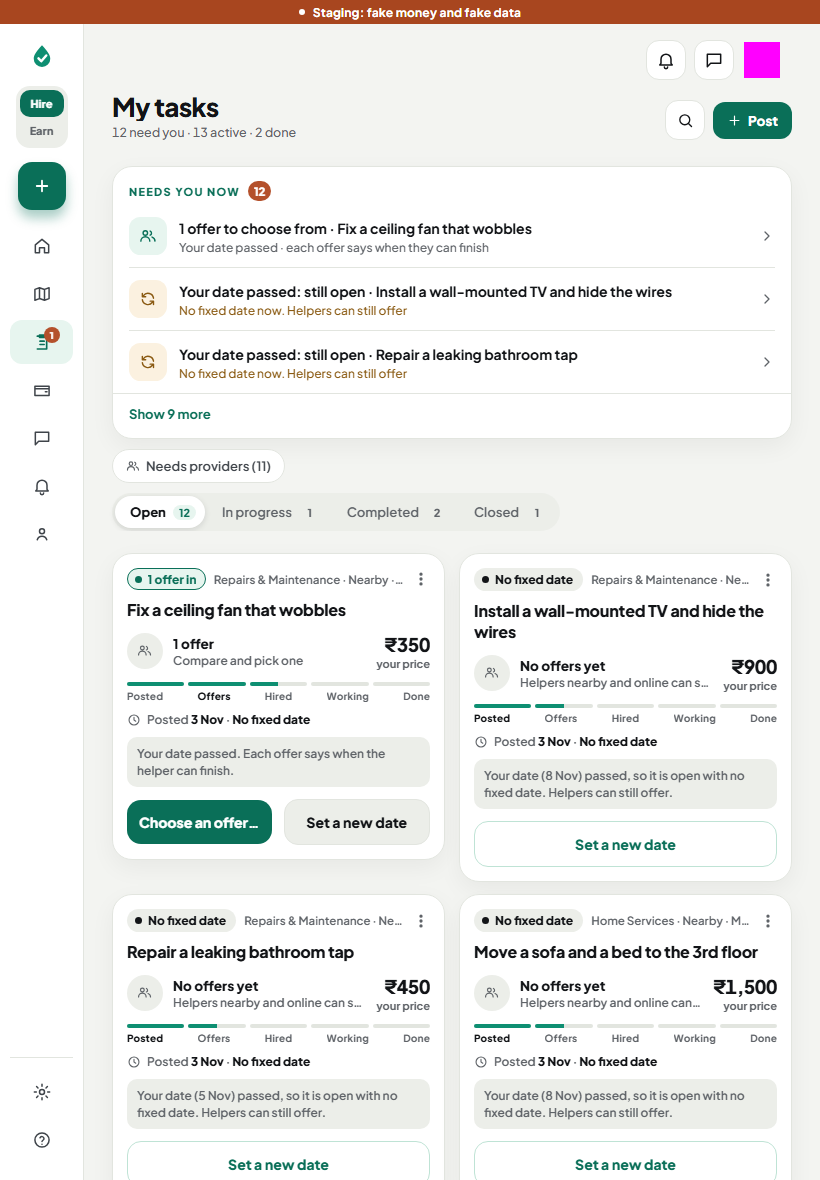 Staging: fake money and fake data
Hire
Earn
My tasks
12 need you · 13 active · 2 done
Post
NEEDS YOU NOW 12
1 offer to choose from · Fix a ceiling fan that wobbles
Your date passed · each offer says when they can finish
Your date passed: still open · Install a wall-mounted TV and hide the wires
No fixed date now. Helpers can still offer
1
Your date passed: still open · Repair a leaking bathroom tap
No fixed date now. Helpers can still offer
Show 9 more
Needs providers (11)
Open 12 In progress 1 Completed 2 Closed 1
1 offer in Repairs & Maintenance · Nearby ·…
Fix a ceiling fan that wobbles
1 offer
Compare and pick one
₹350
your price
Posted Offers Hired Working Done
Posted 3 Nov · No fixed date
Your date passed. Each offer says when the
helper can finish.
Choose an offer… Set a new date
No fixed date Repairs & Maintenance · Ne…
Install a wall-mounted TV and hide the
wires
No offers yet
Helpers nearby and online can s…
₹900
your price
Posted Offers Hired Working Done
Posted 3 Nov · No fixed date
Your date (8 Nov) passed, so it is open with no
fixed date. Helpers can still offer.
Set a new date
No fixed date Repairs & Maintenance · Ne…
Repair a leaking bathroom tap
No offers yet
Helpers nearby and online can s…
₹450
your price
Posted Offers Hired Working Done
Posted 3 Nov · No fixed date
Your date (5 Nov) passed, so it is open with no
fixed date. Helpers can still offer.
Set a new date
No fixed date Home Services · Nearby · M…
Move a sofa and a bed to the 3rd floor
No offers yet
Helpers nearby and online can…
₹1,500
your price
Posted Offers Hired Working Done
Posted 3 Nov · No fixed date
Your date (8 Nov) passed, so it is open with no
fixed date. Helpers can still offer.
Set a new date